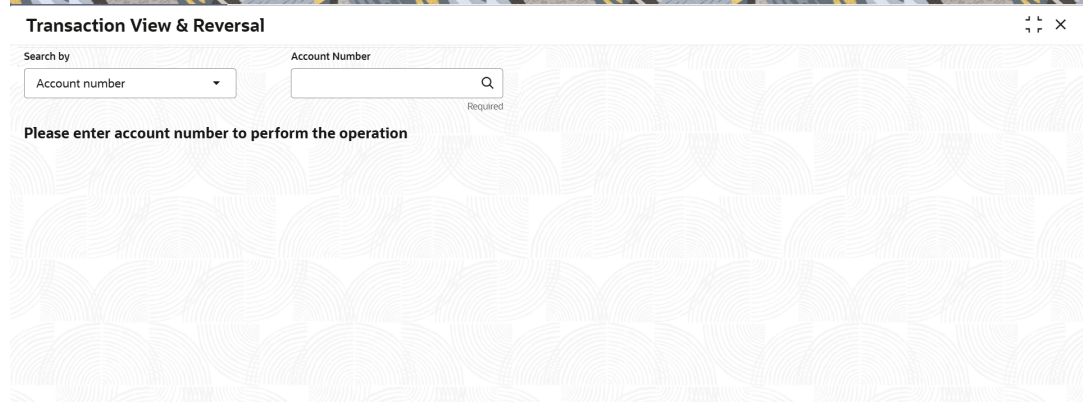 Transaction View & Reversal
Search by
Account Number
Account number
Required
Please enter account number to perform the operation